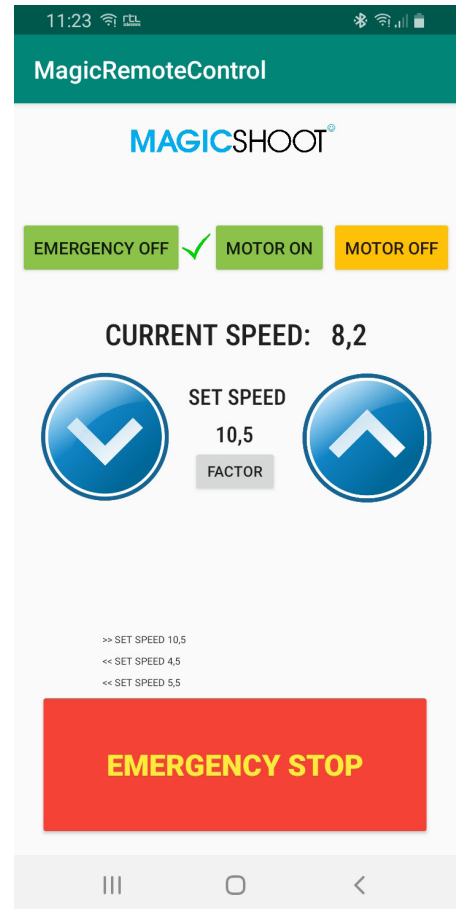 11:23
MagicRemoteControl
MAGICSHOOT©
EMERGENCY OFF MOTOR ON MOTOR OFF
CURRENT SPEED: 8,2
SET SPEED
10,5
FACTOR
>> SET SPEED 10,5
<< SET SPEED 4,5
<< SET SPEED 5,5
EMERGENCY STOP